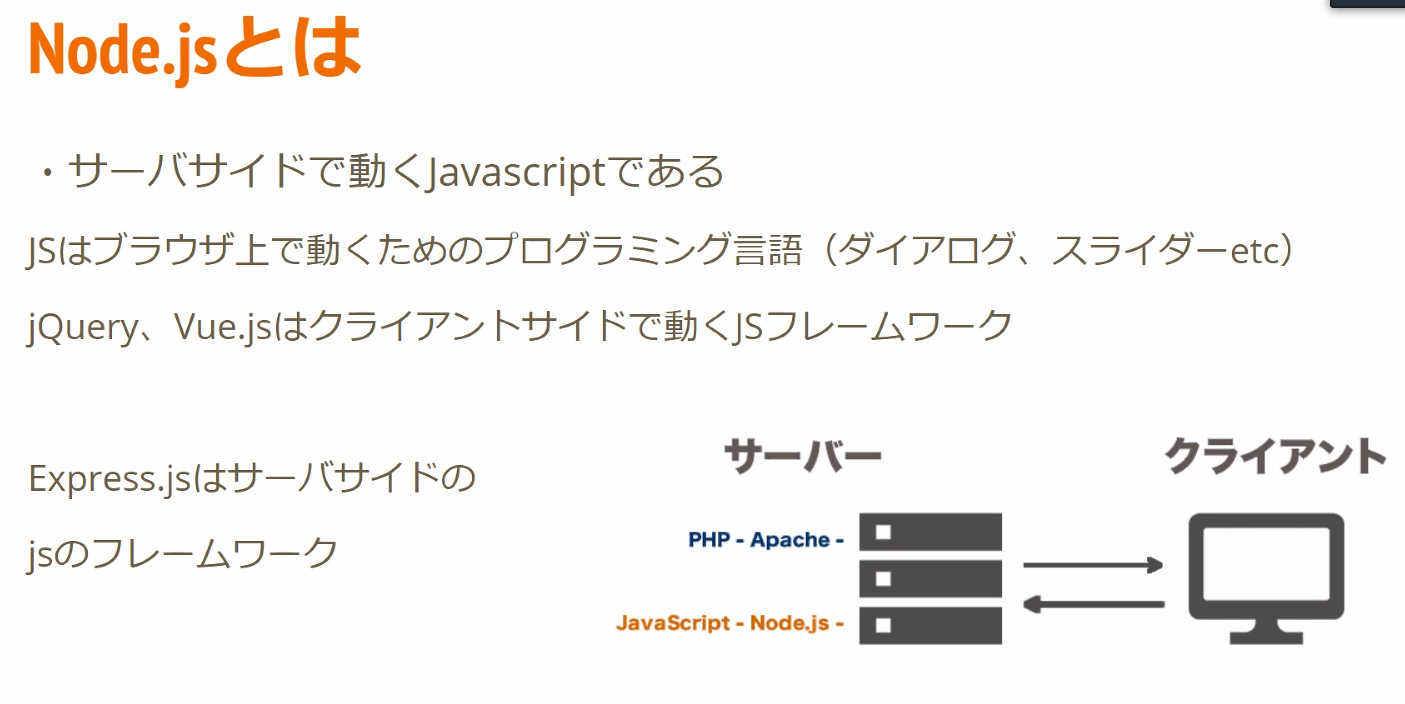 Node.jsとは
・サーバサイドで動くJavascriptである
JSはブラウザ上で動くためのプログラミング言語（ダイアログ、スライダーetc）
jQuery、Vue.jsはクライアントサイドで動くJSフレームワーク
Express.jsはサーバサイドの
jsのフレームワーク
サーバー
クライアント
PHP - Apache -
JavaScript - Node.js -